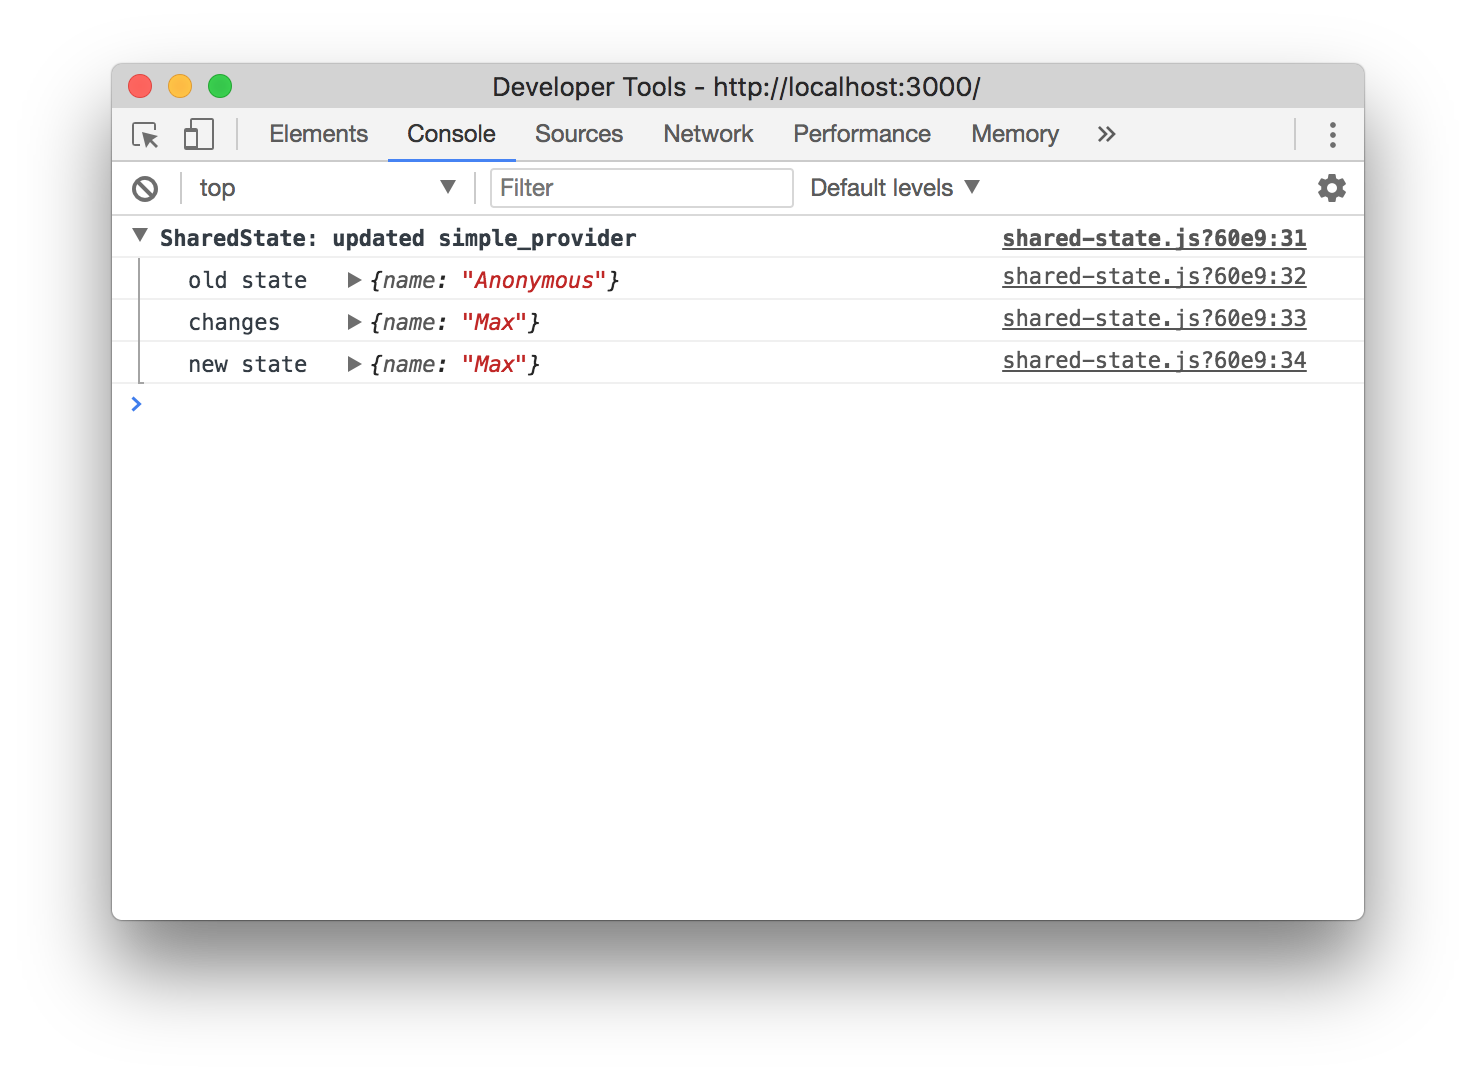 Developer Tools - http://localhost:3000/
Elements Console Sources Network Performance Memory »
top Filter Default levels
SharedState: updated simple_provider shared-state.js?60e9:31
old state {name: "Anonymous"} shared-state.js?60e9:32
changes {name: "Max"} shared-state.js?60e9:33
new state {name: "Max"} shared-state.js?60e9:34